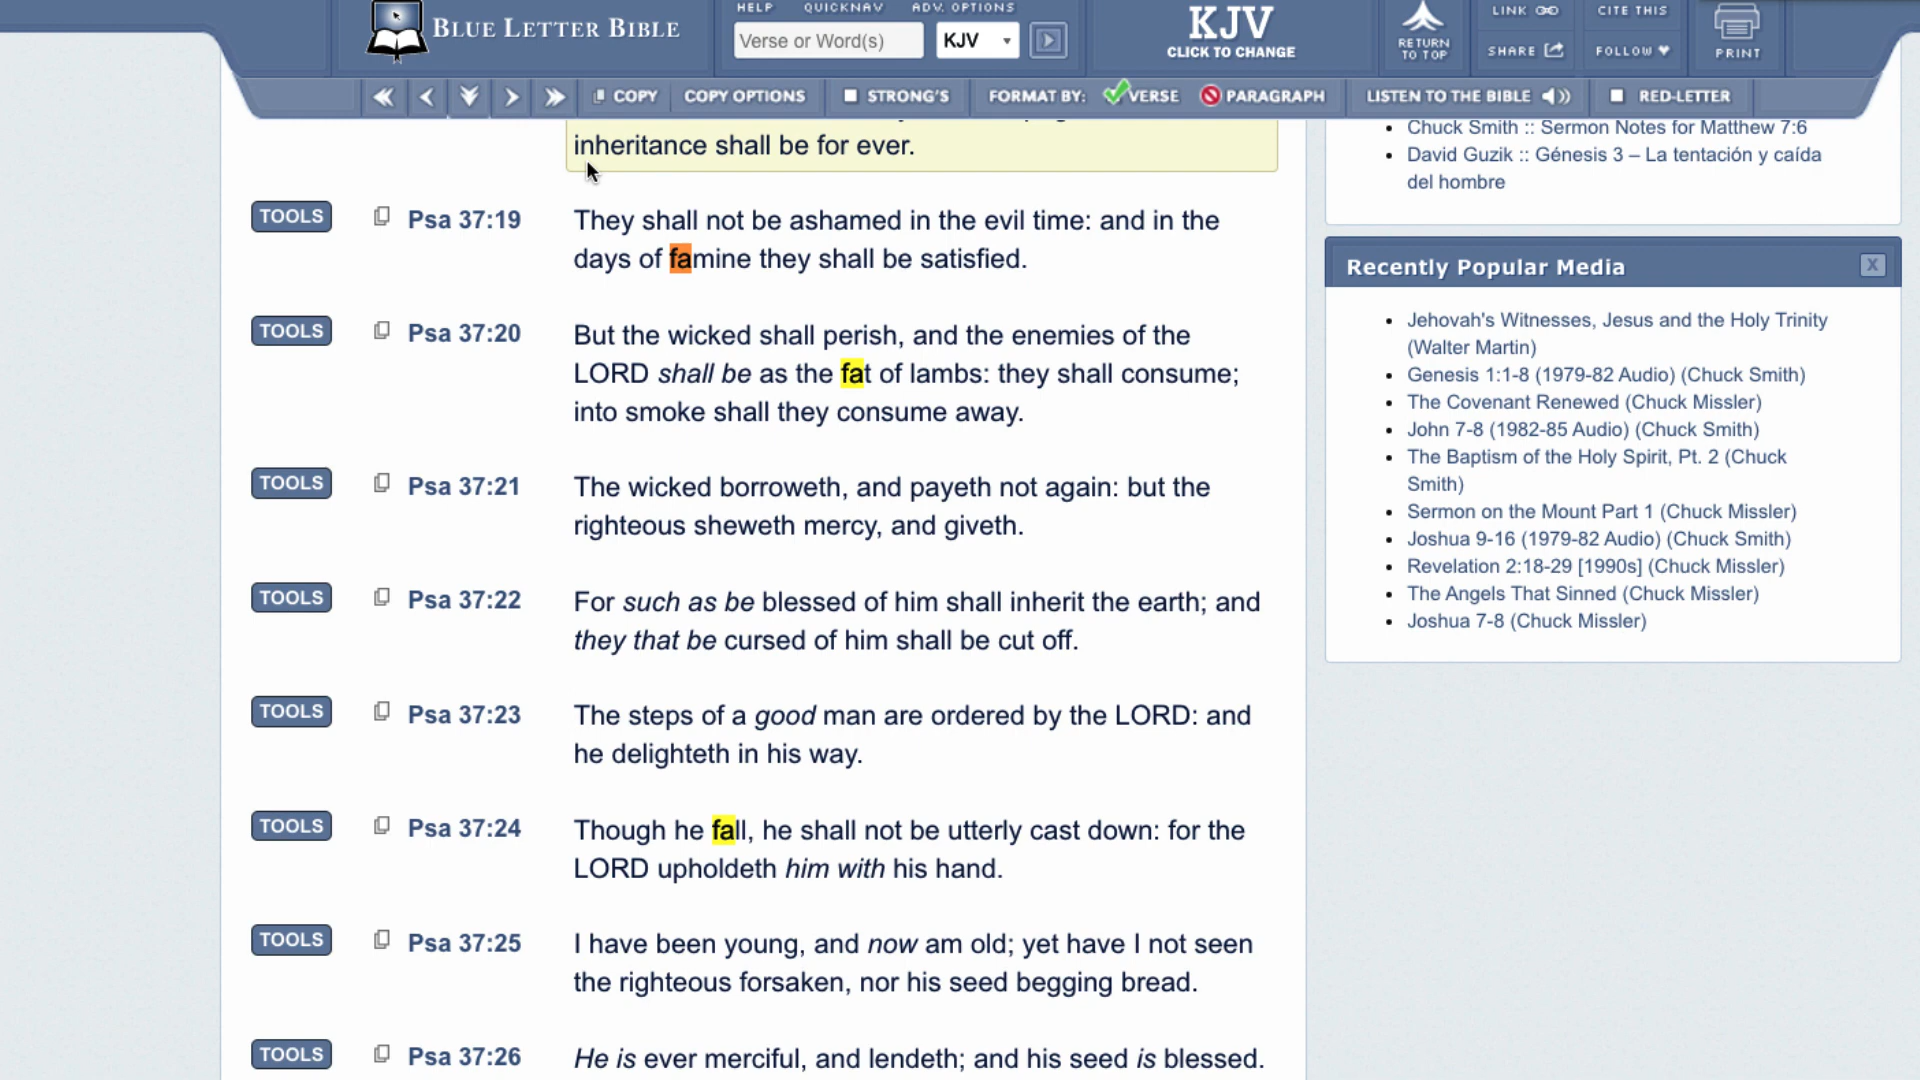 BLUE LETTER BIBLE
HELP QUICKNAV ADV. OPTIONS
Verse or Word(s) KJV
KJV
CLICK TO CHANGE
RETURN
TO TOP
LINK
SHARE
CITE THIS
FOLLOW
PRINT
COPY COPY OPTIONS STRONG'S FORMAT BY: VERSE PARAGRAPH LISTEN TO THE BIBLE RED-LETTER
inheritance shall be for ever.
TOOLS Psa 37:19 They shall not be ashamed in the evil time: and in the
days of famine they shall be satisfied.
TOOLS Psa 37:20 But the wicked shall perish, and the enemies of the
LORD shall be as the fat of lambs: they shall consume;
into smoke shall they consume away.
TOOLS Psa 37:21 The wicked borroweth, and payeth not again: but the
righteous sheweth mercy, and giveth.
TOOLS Psa 37:22 For such as be blessed of him shall inherit the earth; and
they that be cursed of him shall be cut off.
TOOLS Psa 37:23 The steps of a good man are ordered by the LORD: and
he delighteth in his way.
TOOLS Psa 37:24 Though he fall, he shall not be utterly cast down: for the
LORD upholdeth him with his hand.
TOOLS Psa 37:25 I have been young, and now am old; yet have I not seen
the righteous forsaken, nor his seed begging bread.
TOOLS Psa 37:26 He is ever merciful, and lendeth; and his seed is blessed.
Chuck Smith :: Sermon Notes for Matthew 7:6
David Guzik :: Génesis 3 – La tentación y caída
del hombre
Recently Popular Media X
Jehovah's Witnesses, Jesus and the Holy Trinity
(Walter Martin)
Genesis 1:1-8 (1979-82 Audio) (Chuck Smith)
The Covenant Renewed (Chuck Missler)
John 7-8 (1982-85 Audio) (Chuck Smith)
The Baptism of the Holy Spirit, Pt. 2 (Chuck
Smith)
Sermon on the Mount Part 1 (Chuck Missler)
Joshua 9-16 (1979-82 Audio) (Chuck Smith)
Revelation 2:18-29 [1990s] (Chuck Missler)
The Angels That Sinned (Chuck Missler)
Joshua 7-8 (Chuck Missler)